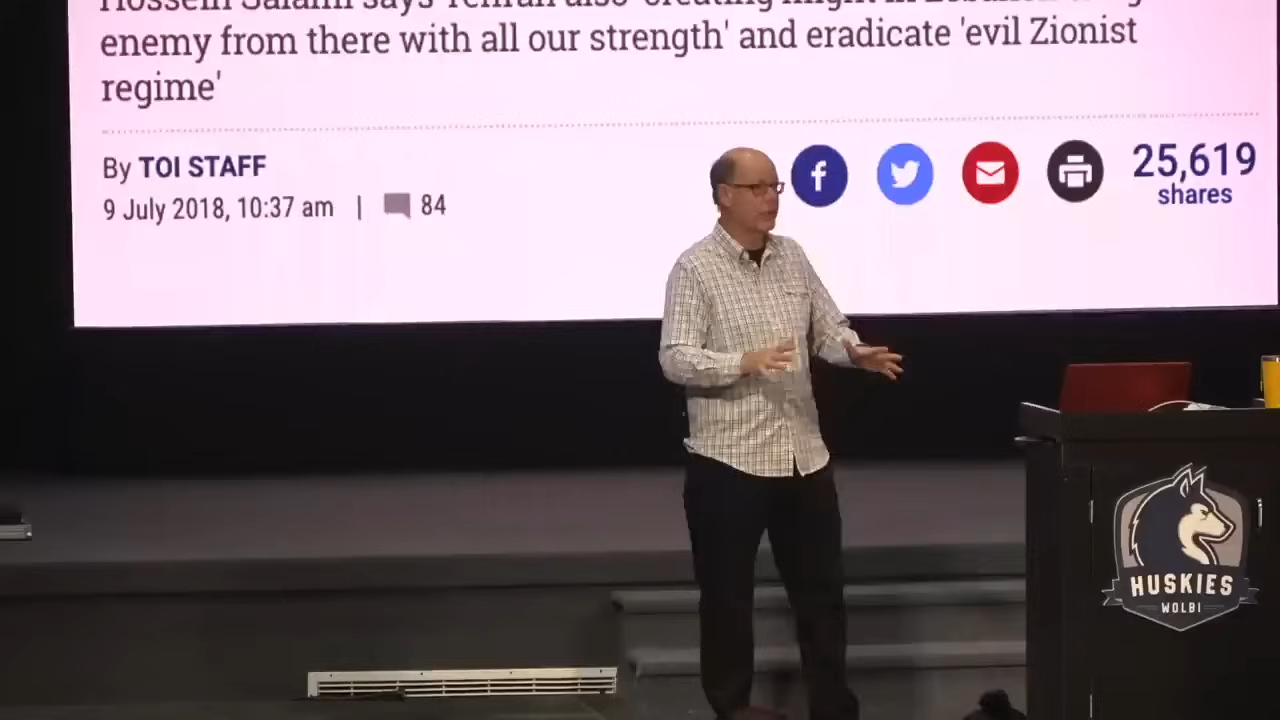 enemy from there with all our strength' and eradicate 'evil Zionist
regime'
By TOI STAFF
9 July 2018, 10:37 am | 84
25,619
shares
HUSKIES
WOLBI